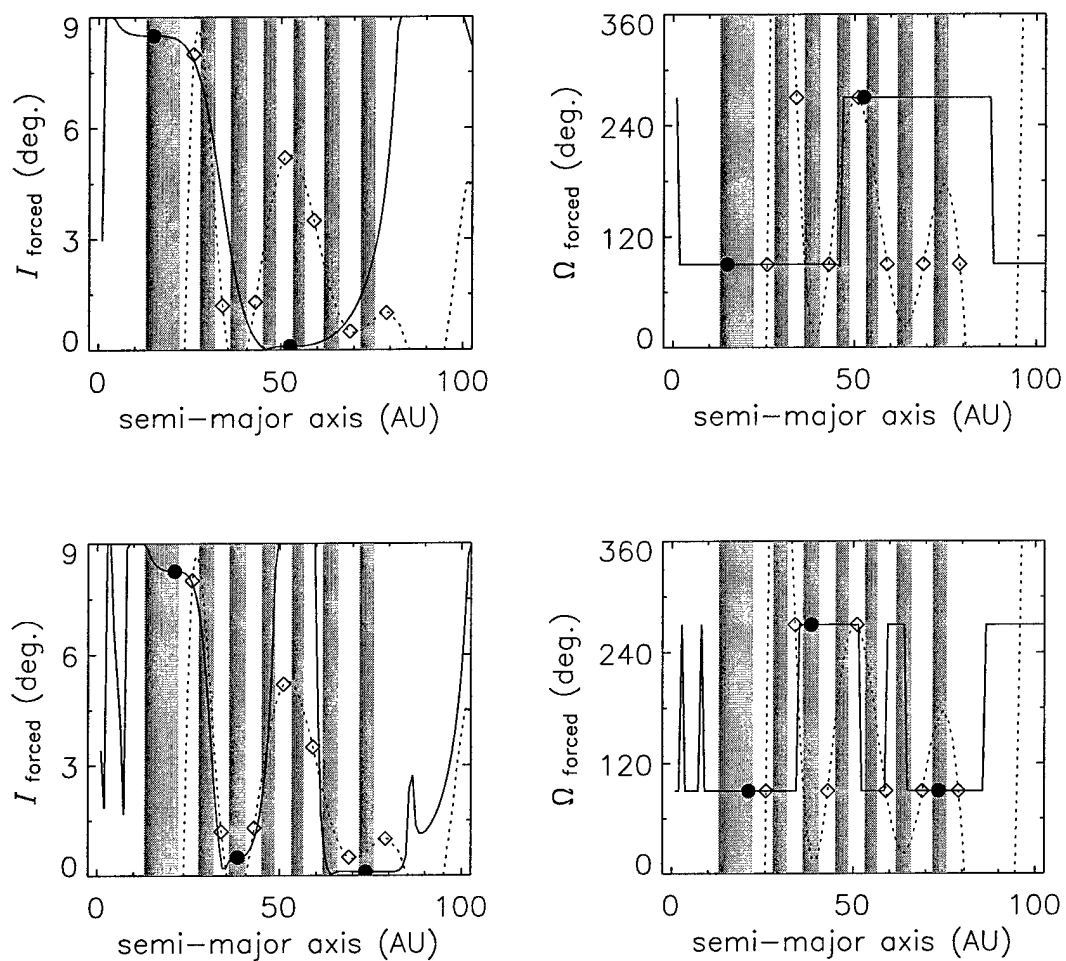 9
6
3
0
I forced (deg.)
0 50 100
semi-major axis (AU)
360
240
120
0
Ω forced (deg.)
0 50 100
semi-major axis (AU)
9
6
3
0
I forced (deg.)
0 50 100
semi-major axis (AU)
360
240
120
0
Ω forced (deg.)
0 50 100
semi-major axis (AU)